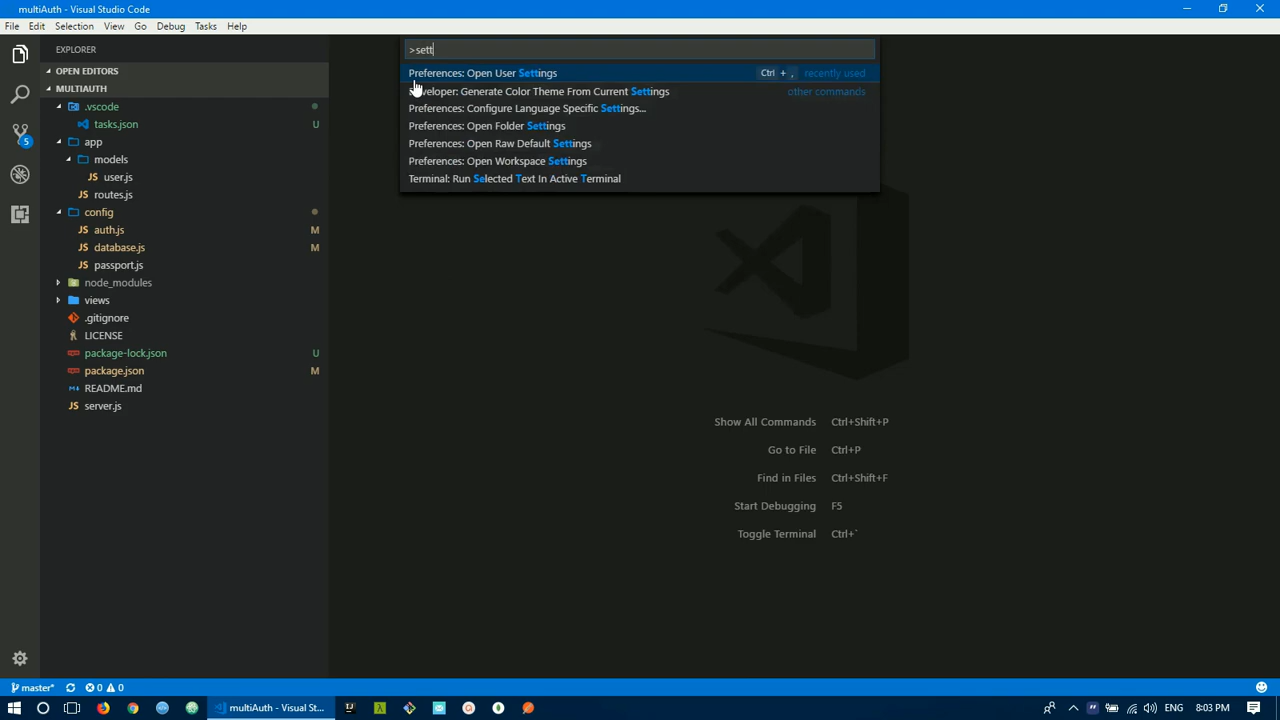 multiAuth - Visual Studio Code
File Edit Selection View Go Debug Tasks Help
EXPLORER
OPEN EDITORS
MULTIAUTH
.vscode
tasks.json U
app
models
user.js
routes.js
config
auth.js M
database.js M
passport.js
node_modules
views
.gitignore
LICENSE
package-lock.json U
package.json M
README.md
server.js
5
>sett
Preferences: Open User Settings Ctrl + , recently used
Developer: Generate Color Theme From Current Settings other commands
Preferences: Configure Language Specific Settings...
Preferences: Open Folder Settings
Preferences: Open Raw Default Settings
Preferences: Open Workspace Settings
Terminal: Run Selected Text In Active Terminal
Show All Commands Ctrl+Shift+P
Go to File Ctrl+P
Find in Files Ctrl+Shift+F
Start Debugging F5
Toggle Terminal Ctrl+`
master* 0 0
multiAuth - Visual St... 8:03 PM